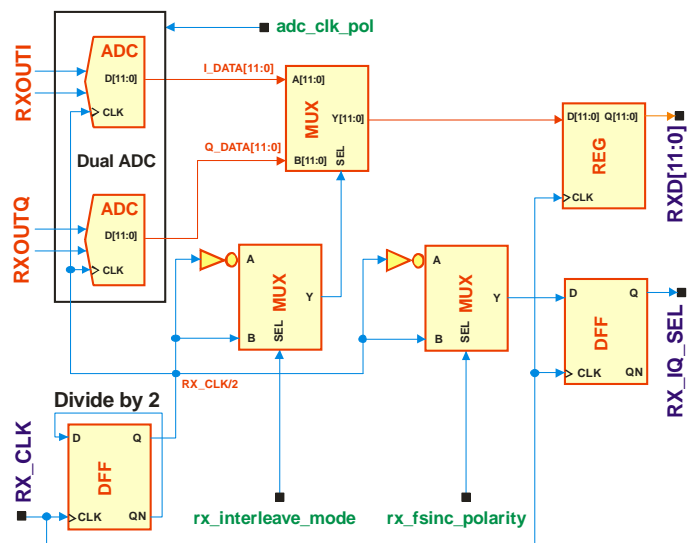 adc_clk_pol
ADC
D[11:0]
CLK
RXOUTI
I_DATA[11:0]
A[11:0]
MUX
Y[11:0]
B[11:0]
SEL
Dual ADC
Q_DATA[11:0]
D[11:0]
Q[11:0]
REG
CLK
RXD[11:0]
ADC
D[11:0]
CLK
RXOUTQ
A
MUX
Y
SEL
B
A
MUX
Y
SEL
B
D
Q
DFF
CLK
QN
RX_IQ_SEL
RX_CLK/2
Divide by 2
D
Q
DFF
CLK
QN
RX_CLK
rx_interleave_mode
rx_fsinc_polarity